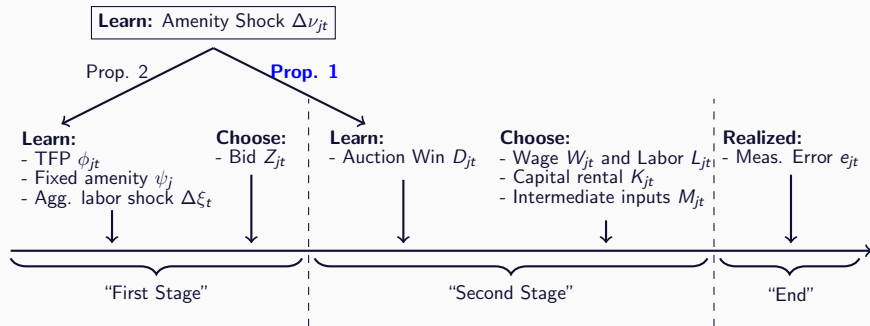 Learn: Amenity Shock Δν_jt
Prop. 2
Prop. 1
Learn:
- TFP ϕ_jt
- Fixed amenity ψ_j
- Agg. labor shock Δξ_t
Choose:
- Bid Z_jt
Learn:
- Auction Win D_jt
Choose:
- Wage W_jt and Labor L_jt
- Capital rental K_jt
- Intermediate inputs M_jt
Realized:
- Meas. Error e_jt
“First Stage”
“Second Stage”
“End”